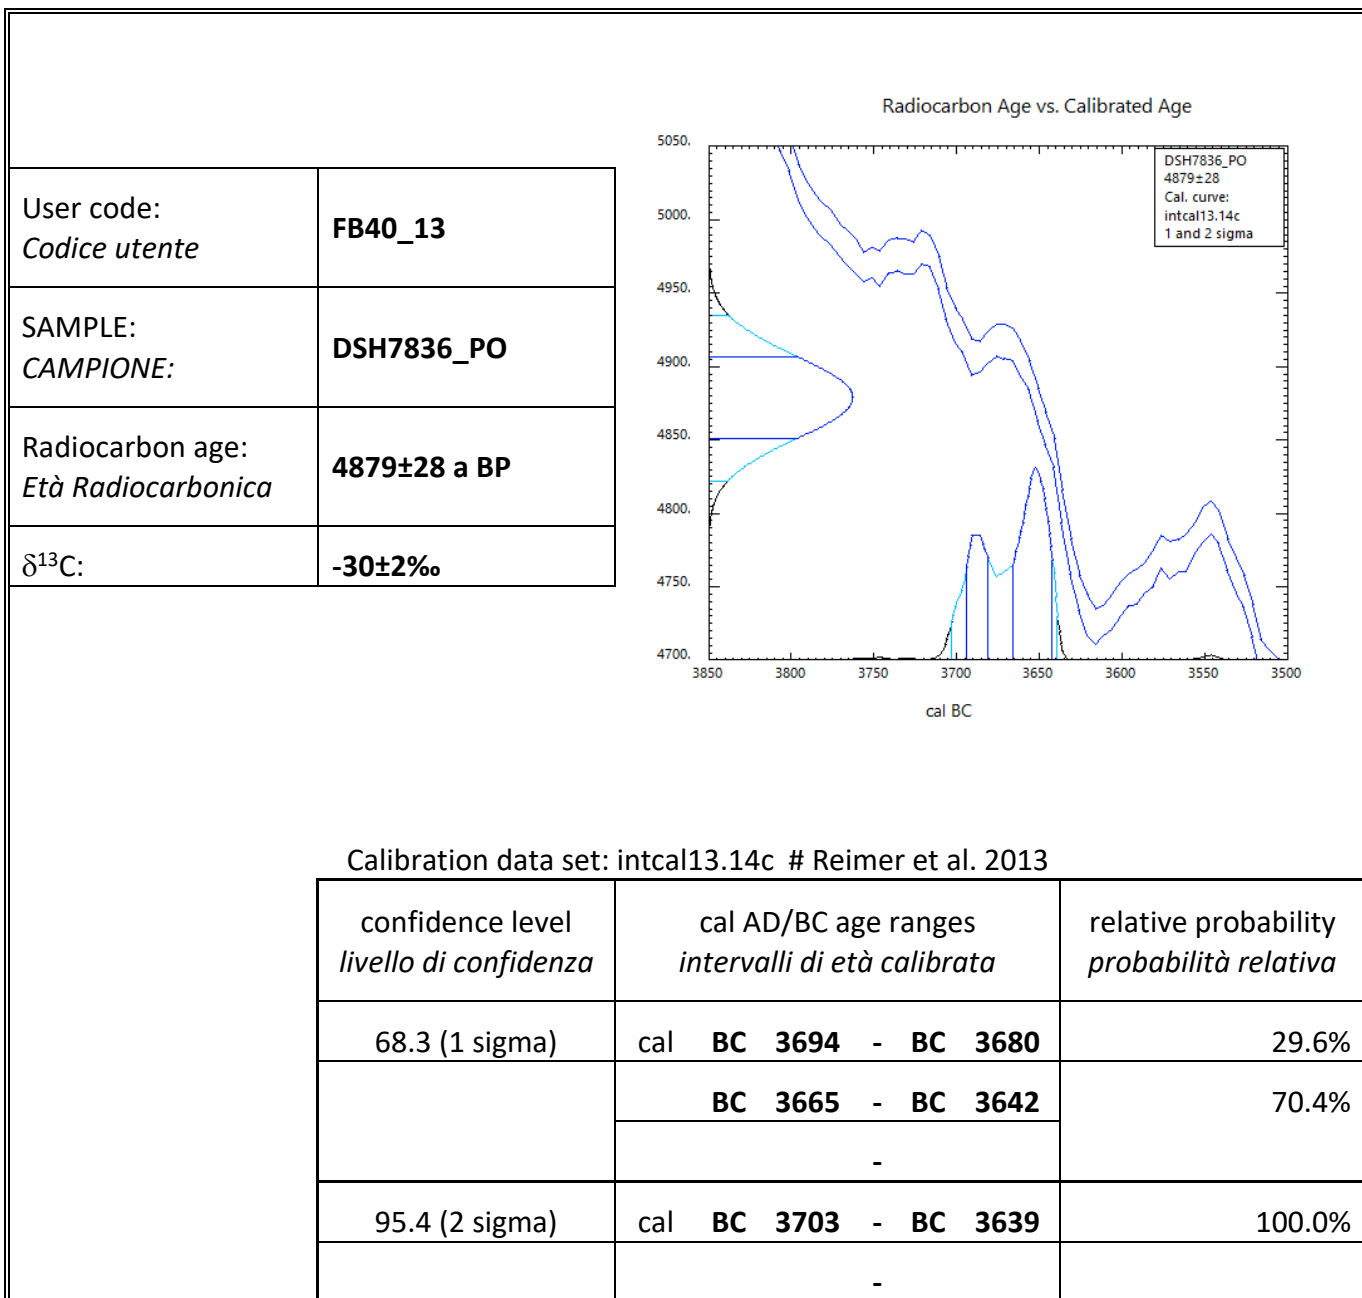 Radiocarbon Age vs. Calibrated Age
User code:
Codice utente
FB40_13
SAMPLE:
CAMPIONE:
DSH7836_PO
Radiocarbon age:
Età Radiocarbonica
4879±28 a BP
δ13C:
-30±2‰
5050.
5000.
4950.
4900.
4850.
4800.
4750.
4700.
DSH7836_PO
4879±28
Cal. curve:
intcal13.14c
1 and 2 sigma
3850 3800 3750 3700 3650 3600 3550 3500
cal BC
Calibration data set: intcal13.14c # Reimer et al. 2013
confidence level
livello di confidenza
cal AD/BC age ranges
intervalli di età calibrata
relative probability
probabilità relativa
68.3 (1 sigma) cal BC 3694 - BC 3680 29.6%
BC 3665 - BC 3642 70.4%
-
95.4 (2 sigma) cal BC 3703 - BC 3639 100.0%
-